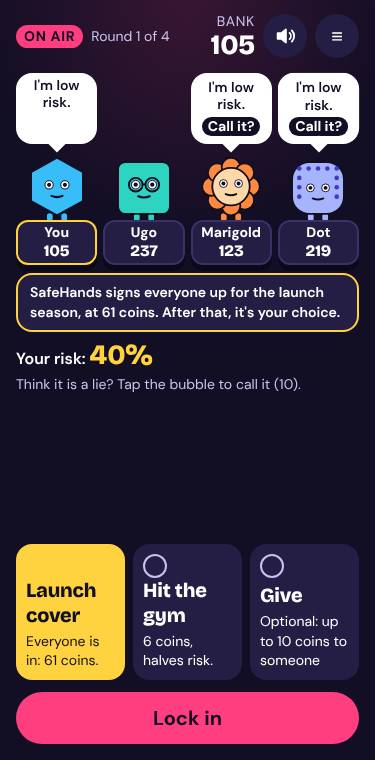 ON AIR
Round 1 of 4
BANK
105
I'm low
risk.
I'm low
risk.
Call it?
I'm low
risk.
Call it?
You
105
Ugo
237
Marigold
123
Dot
219
SafeHands signs everyone up for the launch
season, at 61 coins. After that, it's your choice.
Your risk: 40%
Think it is a lie? Tap the bubble to call it (10).
Launch
cover
Everyone is
in: 61 coins.
Hit the
gym
6 coins,
halves risk.
Give
Optional: up
to 10 coins to
someone
Lock in